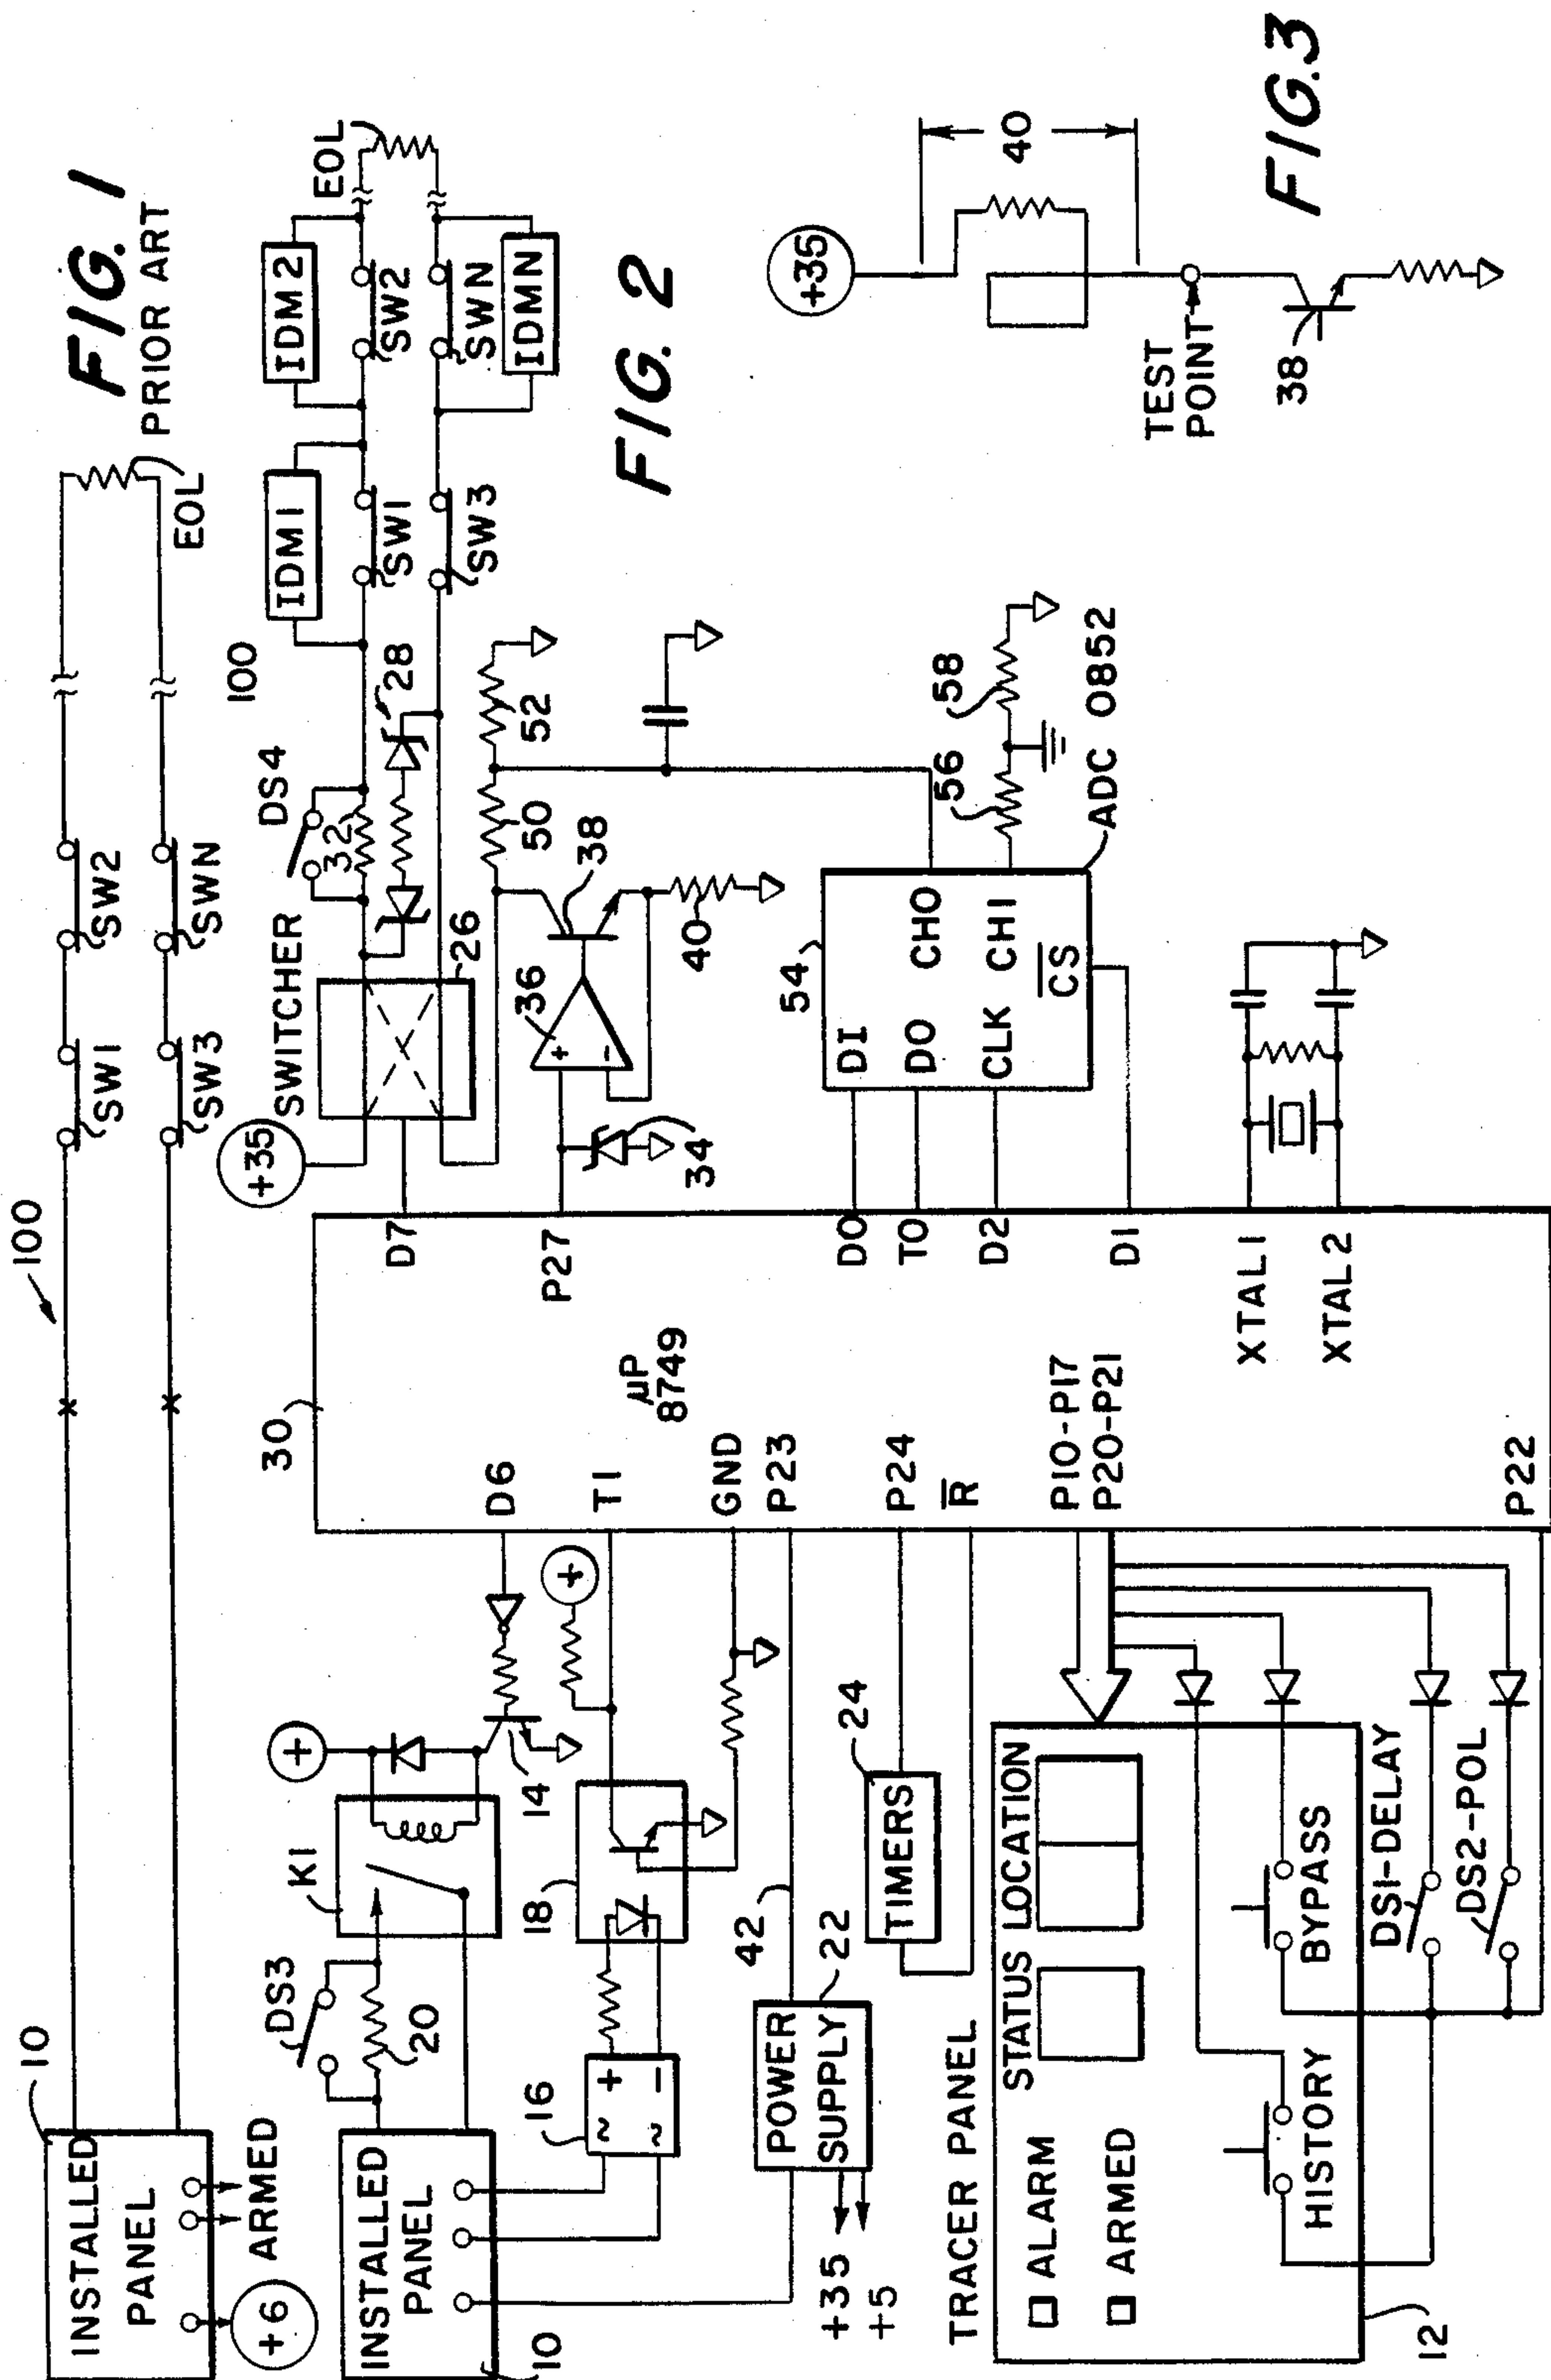 FIG. 1
PRIOR ART
10
INSTALLED
PANEL
+6
ARMED
100
SW1
SW2
SW3
SWN
EOL
FIG. 2
10
INSTALLED
PANEL
DS3
20
K1
+
14
16
~ +
~ −
18
+
42
POWER
SUPPLY
22
+35
+5
24
TIMERS
TRACER PANEL
STATUS
LOCATION
ALARM
ARMED
HISTORY
BYPASS
12
DS1-DELAY
DS2-POL
30
μP
8749
D6
T1
GND
P23
P24
R
P10-P17
P20-P21
P22
D7
P27
D0
T0
D2
D1
XTAL1
XTAL2
+35
SWITCHER
26
DS4
32
28
100
IDM1
IDM2
SW1
SW2
SW3
SWN
IDMN
EOL
34
36
+
−
38
40
50
52
54
DI
DO
CLK
CH0
CH1
CS
56
58
ADC 0852
FIG.3
+35
40
TEST
POINT
38